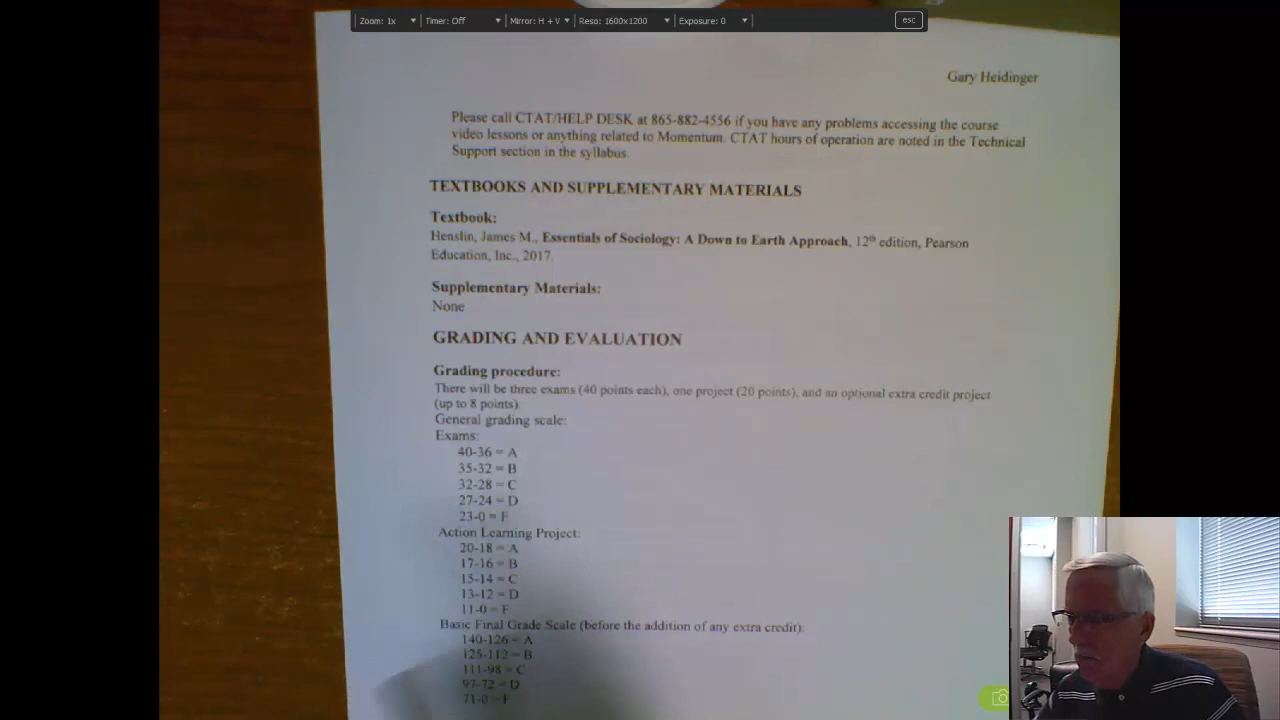 Zoom: 1x Timer: Off Mirror: H + V Reso: 1600x1200 Exposure: 0 esc
Gary Heidinger
Please call CTAT/HELP DESK at 865-882-4556 if you have any problems accessing the course
video lessons or anything related to Momentum. CTAT hours of operation are noted in the Technical
Support section in the syllabus.
TEXTBOOKS AND SUPPLEMENTARY MATERIALS
Textbook:
Henslin, James M., Essentials of Sociology: A Down to Earth Approach, 12th edition, Pearson
Education, Inc., 2017.
Supplementary Materials:
None
GRADING AND EVALUATION
Grading procedure:
There will be three exams (40 points each), one project (20 points), and an optional extra credit project
(up to 8 points).
General grading scale:
Exams:
40-36 = A
35-32 = B
32-28 = C
27-24 = D
23-0 = F
Action Learning Project:
20-18 = A
17-16 = B
15-14 = C
13-12 = D
11-0 = F
Basic Final Grade Scale (before the addition of any extra credit):
140-126 = A
125-112 = B
111-98 = C
97-72 = D
71-0 = F